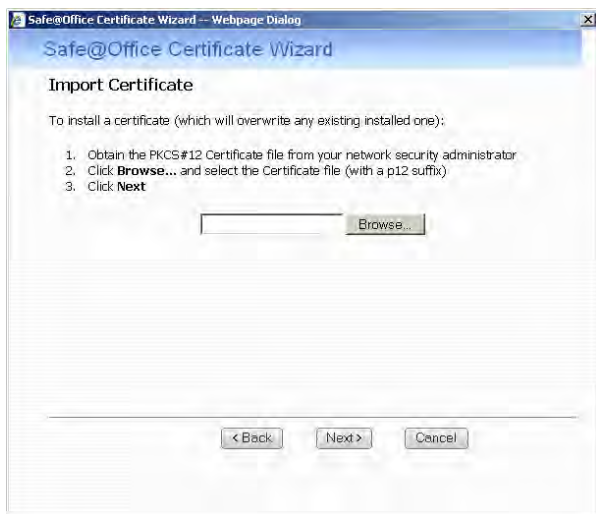 Safe@Office Certificate Wizard -- Webpage Dialog
Safe@Office Certificate Wizard
Import Certificate
To install a certificate (which will overwrite any existing installed one):
1. Obtain the PKCS#12 Certificate file from your network security administrator
2. Click Browse... and select the Certificate file (with a p12 suffix)
3. Click Next
Browse...
< Back Next > Cancel